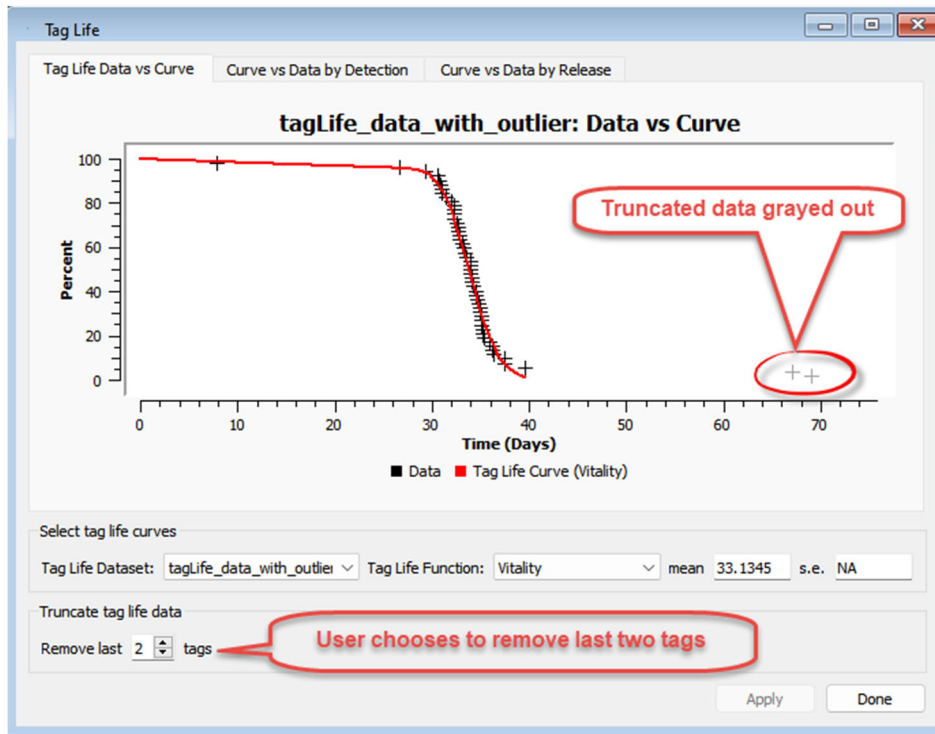 Tag Life
Tag Life Data vs Curve
Curve vs Data by Detection
Curve vs Data by Release
tagLife_data_with_outlier: Data vs Curve
Truncated data grayed out
Percent
100
80
60
40
20
0
0 10 20 30 40 50 60 70
Time (Days)
Data Tag Life Curve (Vitality)
Select tag life curves
Tag Life Dataset: tagLife_data_with_outlier Tag Life Function: Vitality mean 33.1345 s.e. NA
Truncate tag life data
Remove last 2 tags
User chooses to remove last two tags
Apply Done